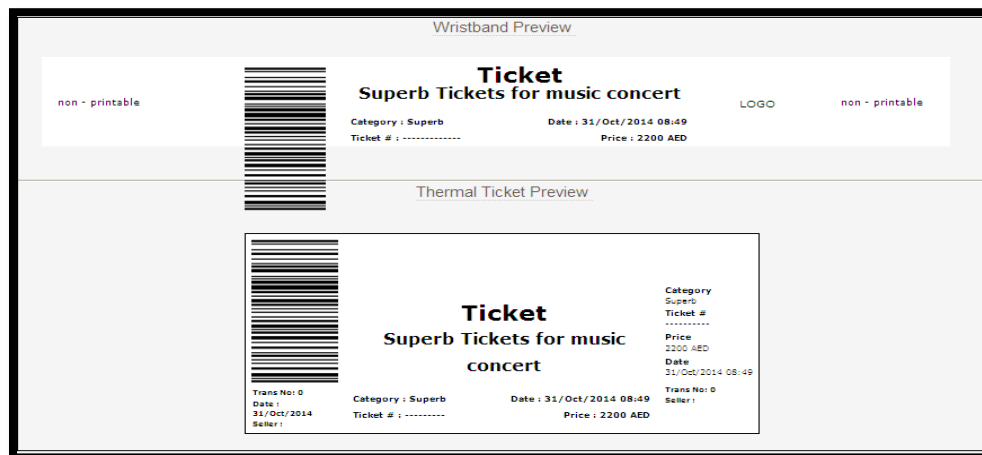 Wristband Preview
Ticket
Superb Tickets for music concert
non - printable
LOGO
non - printable
Category : Superb
Date : 31/Oct/2014 08:49
Ticket # : -------------
Price : 2200 AED
Thermal Ticket Preview
Ticket
Superb Tickets for music
concert
Category : Superb
Date : 31/Oct/2014 08:49
Ticket # : ---------
Price : 2200 AED
Trans No: 0
Date :
31/Oct/2014
Seller :
Category
Superb
Ticket #
----------
Price
2200 AED
Date
31/Oct/2014 08:49
Trans No: 0
Seller :